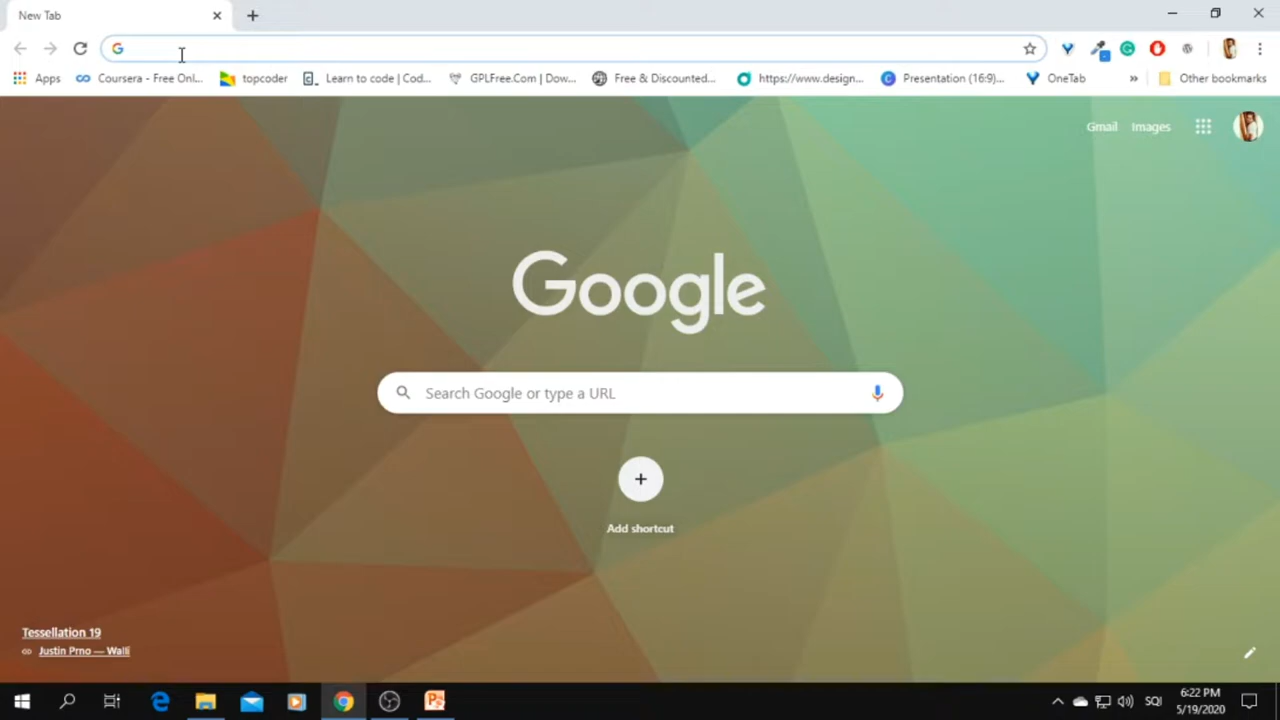 New Tab
Apps
Coursera - Free Onl...
topcoder
Learn to code | Cod...
GPLFree.Com | Dow...
Free & Discounted...
https://www.design...
Presentation (16:9)...
OneTab
»
Other bookmarks
Gmail
Images
Google
Search Google or type a URL
Add shortcut
Tessellation 19
Justin Prno — Walli
SQI
6:22 PM
5/19/2020